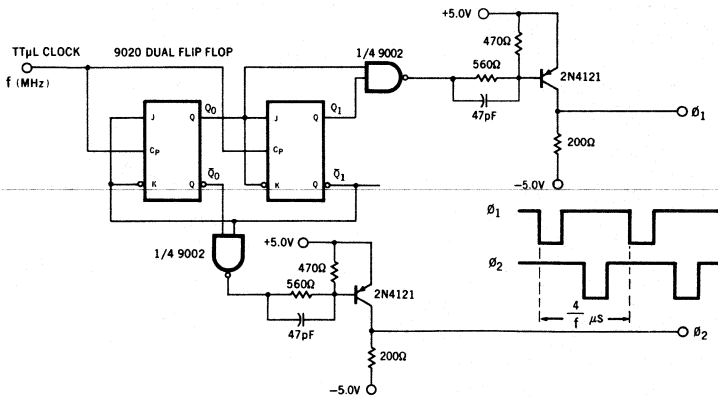 +5.0V
TTµL CLOCK
9020 DUAL FLIP FLOP
1/4 9002
470Ω
560Ω
2N4121
f (MHz)
47pF
Q₀
Q₁
J
Q
J
Q
Ø₁
Cp
Cp
200Ω
Q̄₀
Q̄₁
K
Q
K
Q
-5.0V
Ø₁
1/4 9002
+5.0V
470Ω
560Ω
2N4121
Ø₂
4/f µS
47pF
Ø₂
200Ω
-5.0V